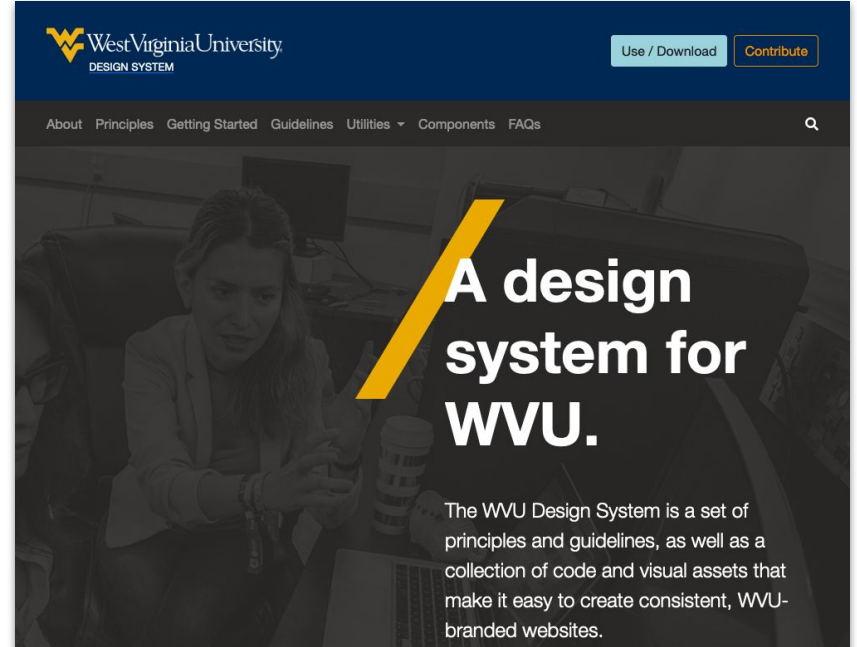 WestVirginiaUniversity.
DESIGN SYSTEM
Use / Download
Contribute
About Principles Getting Started Guidelines Utilities Components FAQs
A design
system for
WVU.
The WVU Design System is a set of
principles and guidelines, as well as a
collection of code and visual assets that
make it easy to create consistent, WVU-
branded websites.